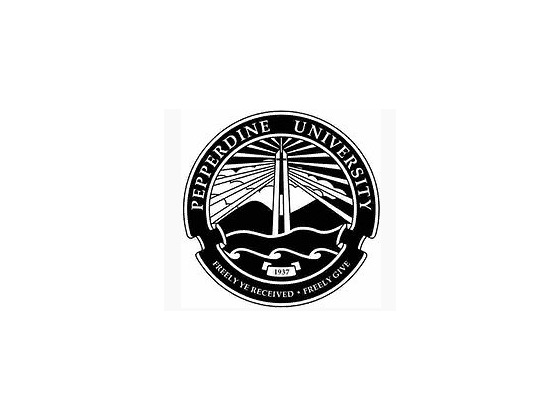 PEPPERDINE UNIVERSITY
1937
FREELY YE RECEIVED • FREELY GIVE